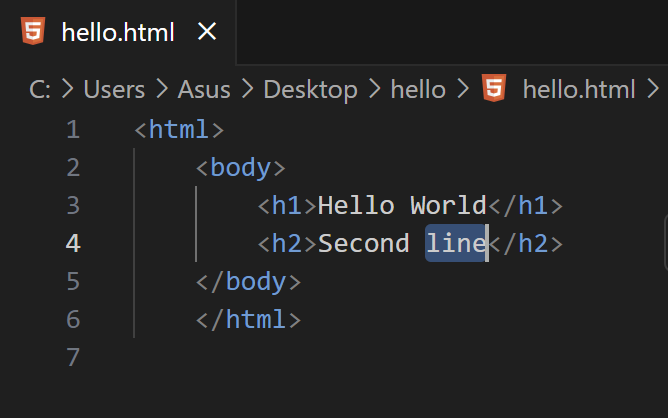 hello.html ×
C: > Users > Asus > Desktop > hello > hello.html >
1 <html>
2 <body>
3 <h1>Hello World</h1>
4 <h2>Second line</h2>
5 </body>
6 </html>
7